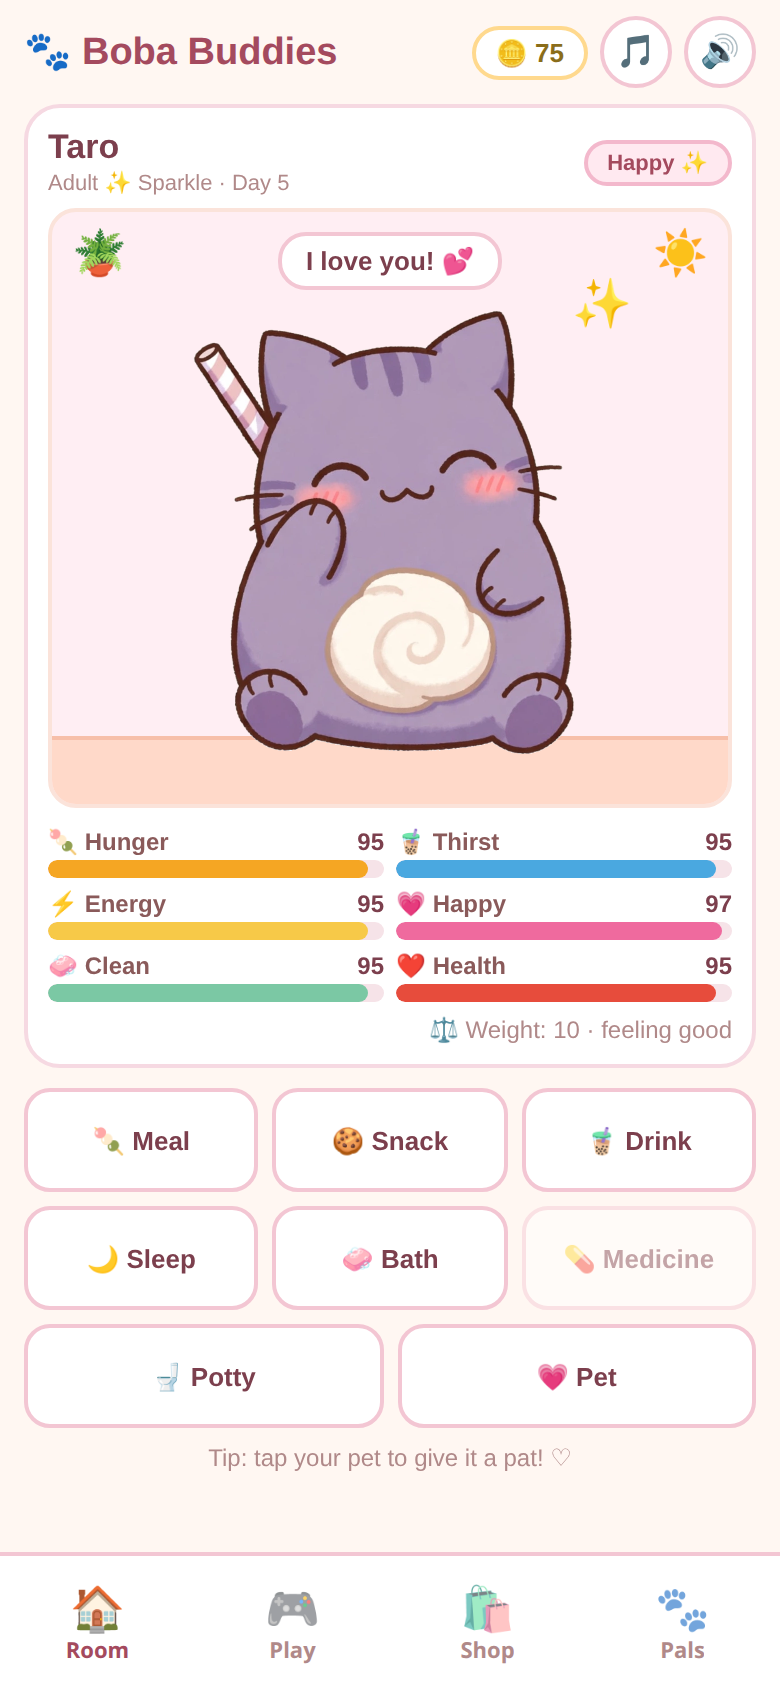 🐾 Boba Buddies 🪙 75 🎵 🔊
Taro
Adult ✨ Sparkle · Day 5
Happy ✨
I love you! 💕
🍡 Hunger 95
🧋 Thirst 95
⚡ Energy 95
💗 Happy 97
🧼 Clean 95
❤️ Health 95
⚖️ Weight: 10 · feeling good
🍡 Meal
🍪 Snack
🧋 Drink
🌙 Sleep
🧼 Bath
💊 Medicine
🚽 Potty
💗 Pet
Tip: tap your pet to give it a pat! ♡
Room
Play
Shop
Pals